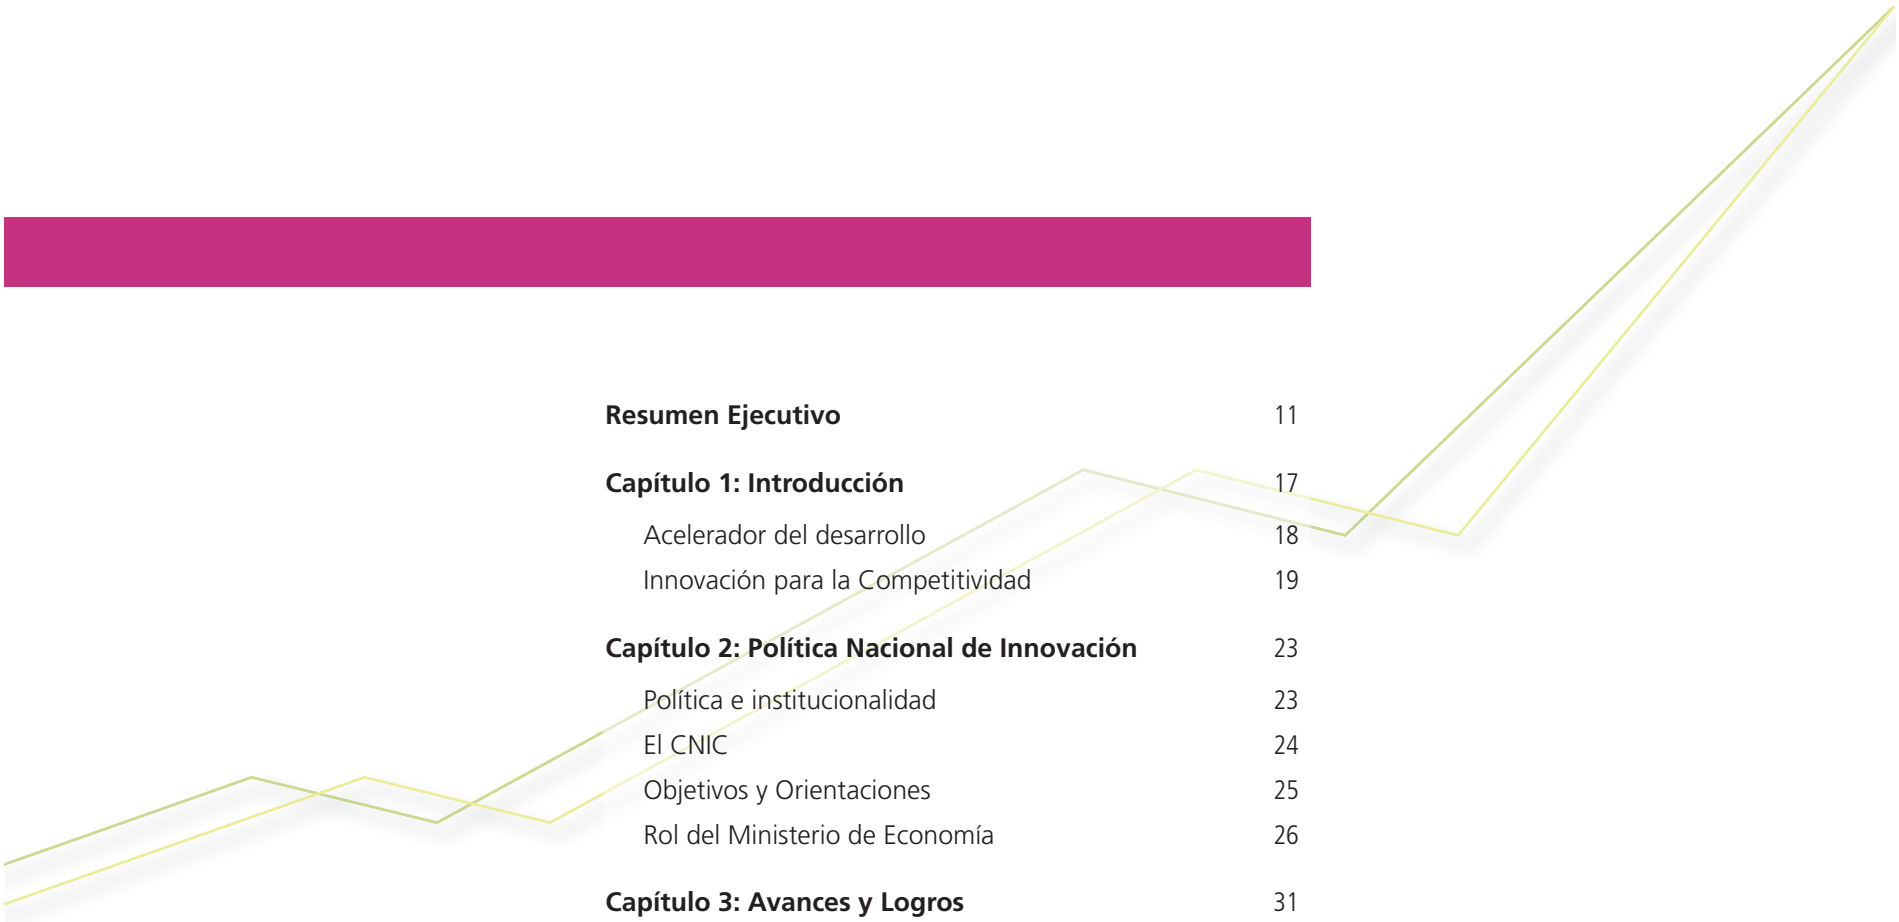 Resumen Ejecutivo 11
Capítulo 1: Introducción 17
Acelerador del desarrollo 18
Innovación para la Competitividad 19
Capítulo 2: Política Nacional de Innovación 23
Política e institucionalidad 23
El CNIC 24
Objetivos y Orientaciones 25
Rol del Ministerio de Economía 26
Capítulo 3: Avances y Logros 31